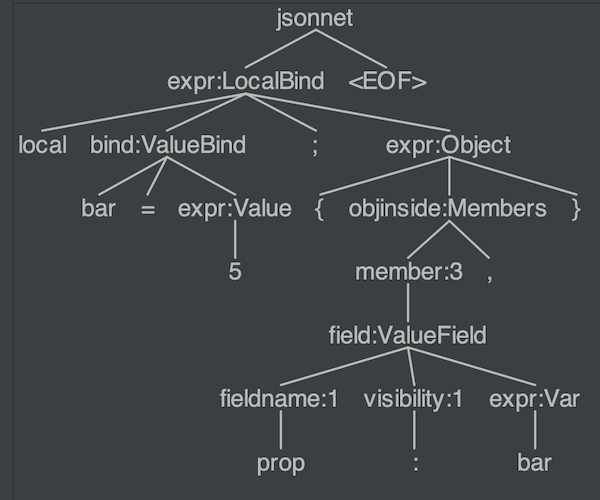 jsonnet
expr:LocalBind <EOF>
local bind:ValueBind ; expr:Object
bar = expr:Value { objinside:Members }
5 member:3 ,
field:ValueField
fieldname:1 visibility:1 expr:Var
prop : bar